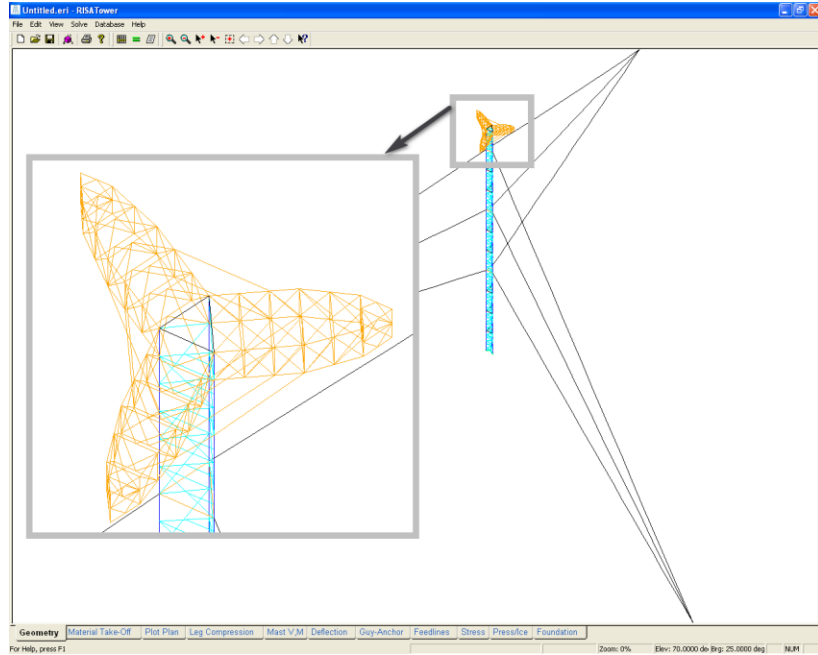 Untitled.eri - RISATower
File Edit View Solve Database Help
Geometry Material Take-Off Plot Plan Leg Compression Mast V,M Deflection Guy-Anchor Feedlines Stress Press/Ice Foundation
For Help, press F1 Zoom: 0% Elev: 70.0000 de Brg: 25.0000 deg NUM